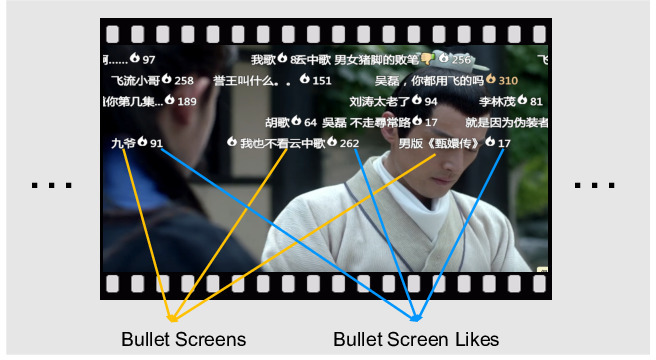 ......97
我歌 8 云中歌 男女猪脚的败笔 256
飞流小哥 258 誉王叫什么。。 151 吴磊，你都用飞的吗 310
你第几集... 189 刘涛太老了 94 李林茂 81
胡歌 64 吴磊 不走尋常路 17 就是因为伪装者
九爷 91 我也不看云中歌 262 男版《甄嬛传》 17
... ...
Bullet Screens Bullet Screen Likes